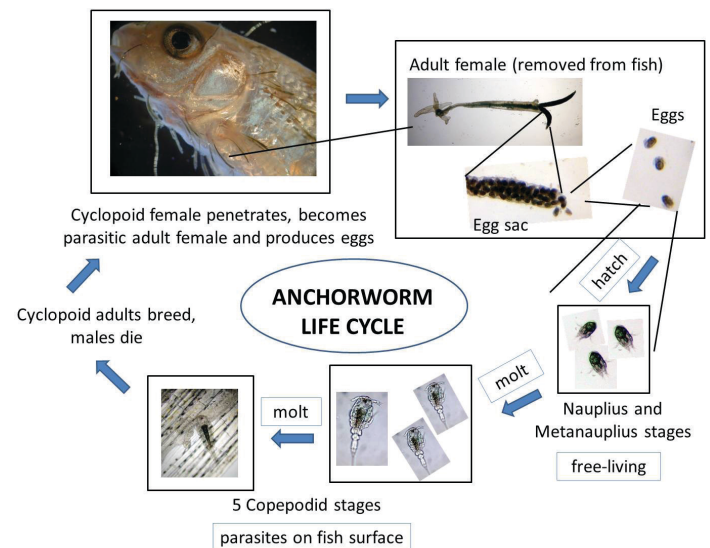 Adult female (removed from fish)
Eggs
Egg sac
Cyclopoid female penetrates, becomes
parasitic adult female and produces eggs
hatch
ANCHORWORM
LIFE CYCLE
Cyclopoid adults breed,
males die
molt
molt
Nauplius and
Metanauplius stages
free-living
5 Copepodid stages
parasites on fish surface